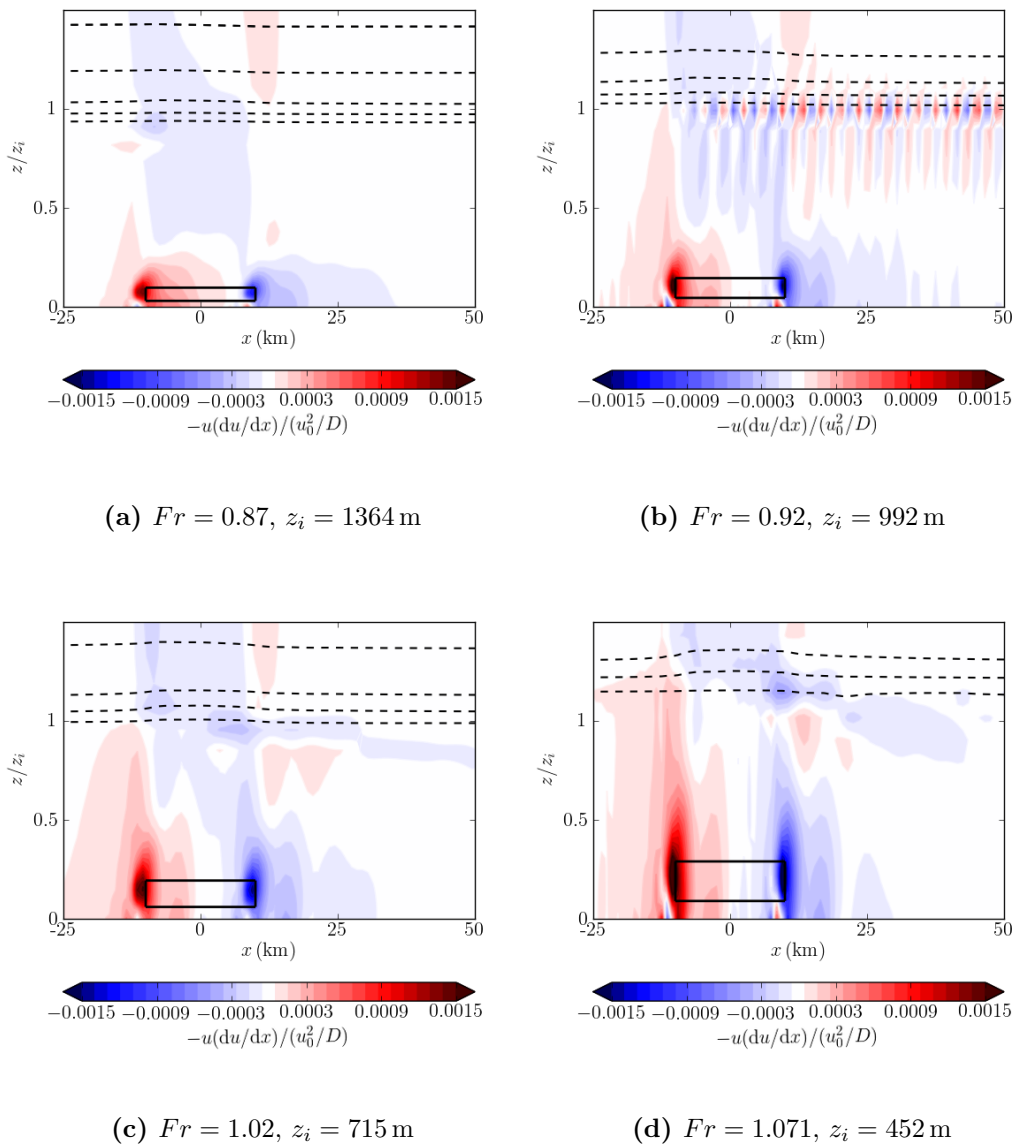 1
0.5
0
z/z_i
-25
0
25
50
x (km)
−0.0015 −0.0009 −0.0003 0.0003 0.0009 0.0015
−u(du/dx)/(u_0^2/D)
(a) Fr = 0.87, z_i = 1364 m
1
0.5
0
z/z_i
-25
0
25
50
x (km)
−0.0015 −0.0009 −0.0003 0.0003 0.0009 0.0015
−u(du/dx)/(u_0^2/D)
(b) Fr = 0.92, z_i = 992 m
1
0.5
0
z/z_i
-25
0
25
50
x (km)
−0.0015 −0.0009 −0.0003 0.0003 0.0009 0.0015
−u(du/dx)/(u_0^2/D)
(c) Fr = 1.02, z_i = 715 m
1
0.5
0
z/z_i
-25
0
25
50
x (km)
−0.0015 −0.0009 −0.0003 0.0003 0.0009 0.0015
−u(du/dx)/(u_0^2/D)
(d) Fr = 1.071, z_i = 452 m